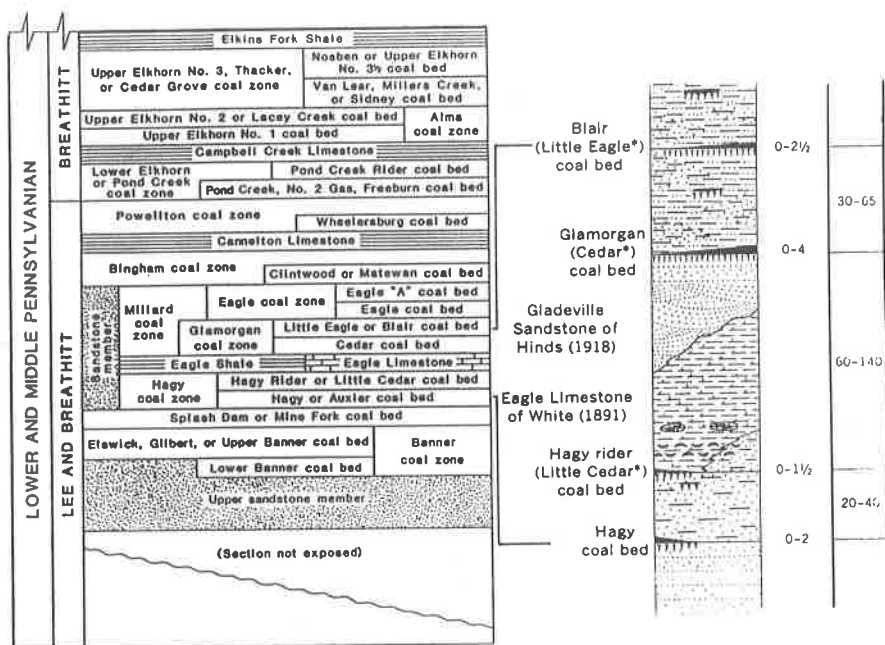 LOWER AND MIDDLE PENNSYLVANIAN
BREATHITT
LEE AND BREATHITT
Elkins Fork Shale
Upper Elkhorn No. 3, Thacker,
or Cedar Grove coal zone
Noaben or Upper Elkhorn
No. 3½ coal bed
Van Lear, Millers Creek,
or Sidney coal bed
Upper Elkhorn No. 2 or Lacey Creek coal bed
Upper Elkhorn No. 1 coal bed
Alma
coal zone
Campbell Creek Limestone
Lower Elkhorn
or Pond Creek
coal zone
Pond Creek Rider coal bed
Pond Creek, No. 2 Gas, Freeburn coal bed
Powellton coal zone
Wheelersburg coal bed
Cannelton Limestone
Bingham coal zone
Clintwood or Matewan coal bed
Sandstone
member
Millard
coal
zone
Eagle coal zone
Eagle "A" coal bed
Eagle coal bed
Glamorgan
coal zone
Little Eagle or Blair coal bed
Cedar coal bed
Eagle Shale
Eagle Limestone
Hagy
coal zone
Hagy Rider or Little Cedar coal bed
Hagy or Auxier coal bed
Splash Dam or Mine Fork coal bed
Elswick, Gilbert, or Upper Banner coal bed
Lower Banner coal bed
Banner
coal zone
Upper sandstone member
(Section not exposed)
Blair
(Little Eagle*)
coal bed
Glamorgan
(Cedar*)
coal bed
Gladeville
Sandstone of
Hinds (1918)
Eagle Limestone
of White (1891)
Hagy rider
(Little Cedar*)
coal bed
Hagy
coal bed
0-2½
0-4
0-1½
0-2
30-65
60-140
20-40